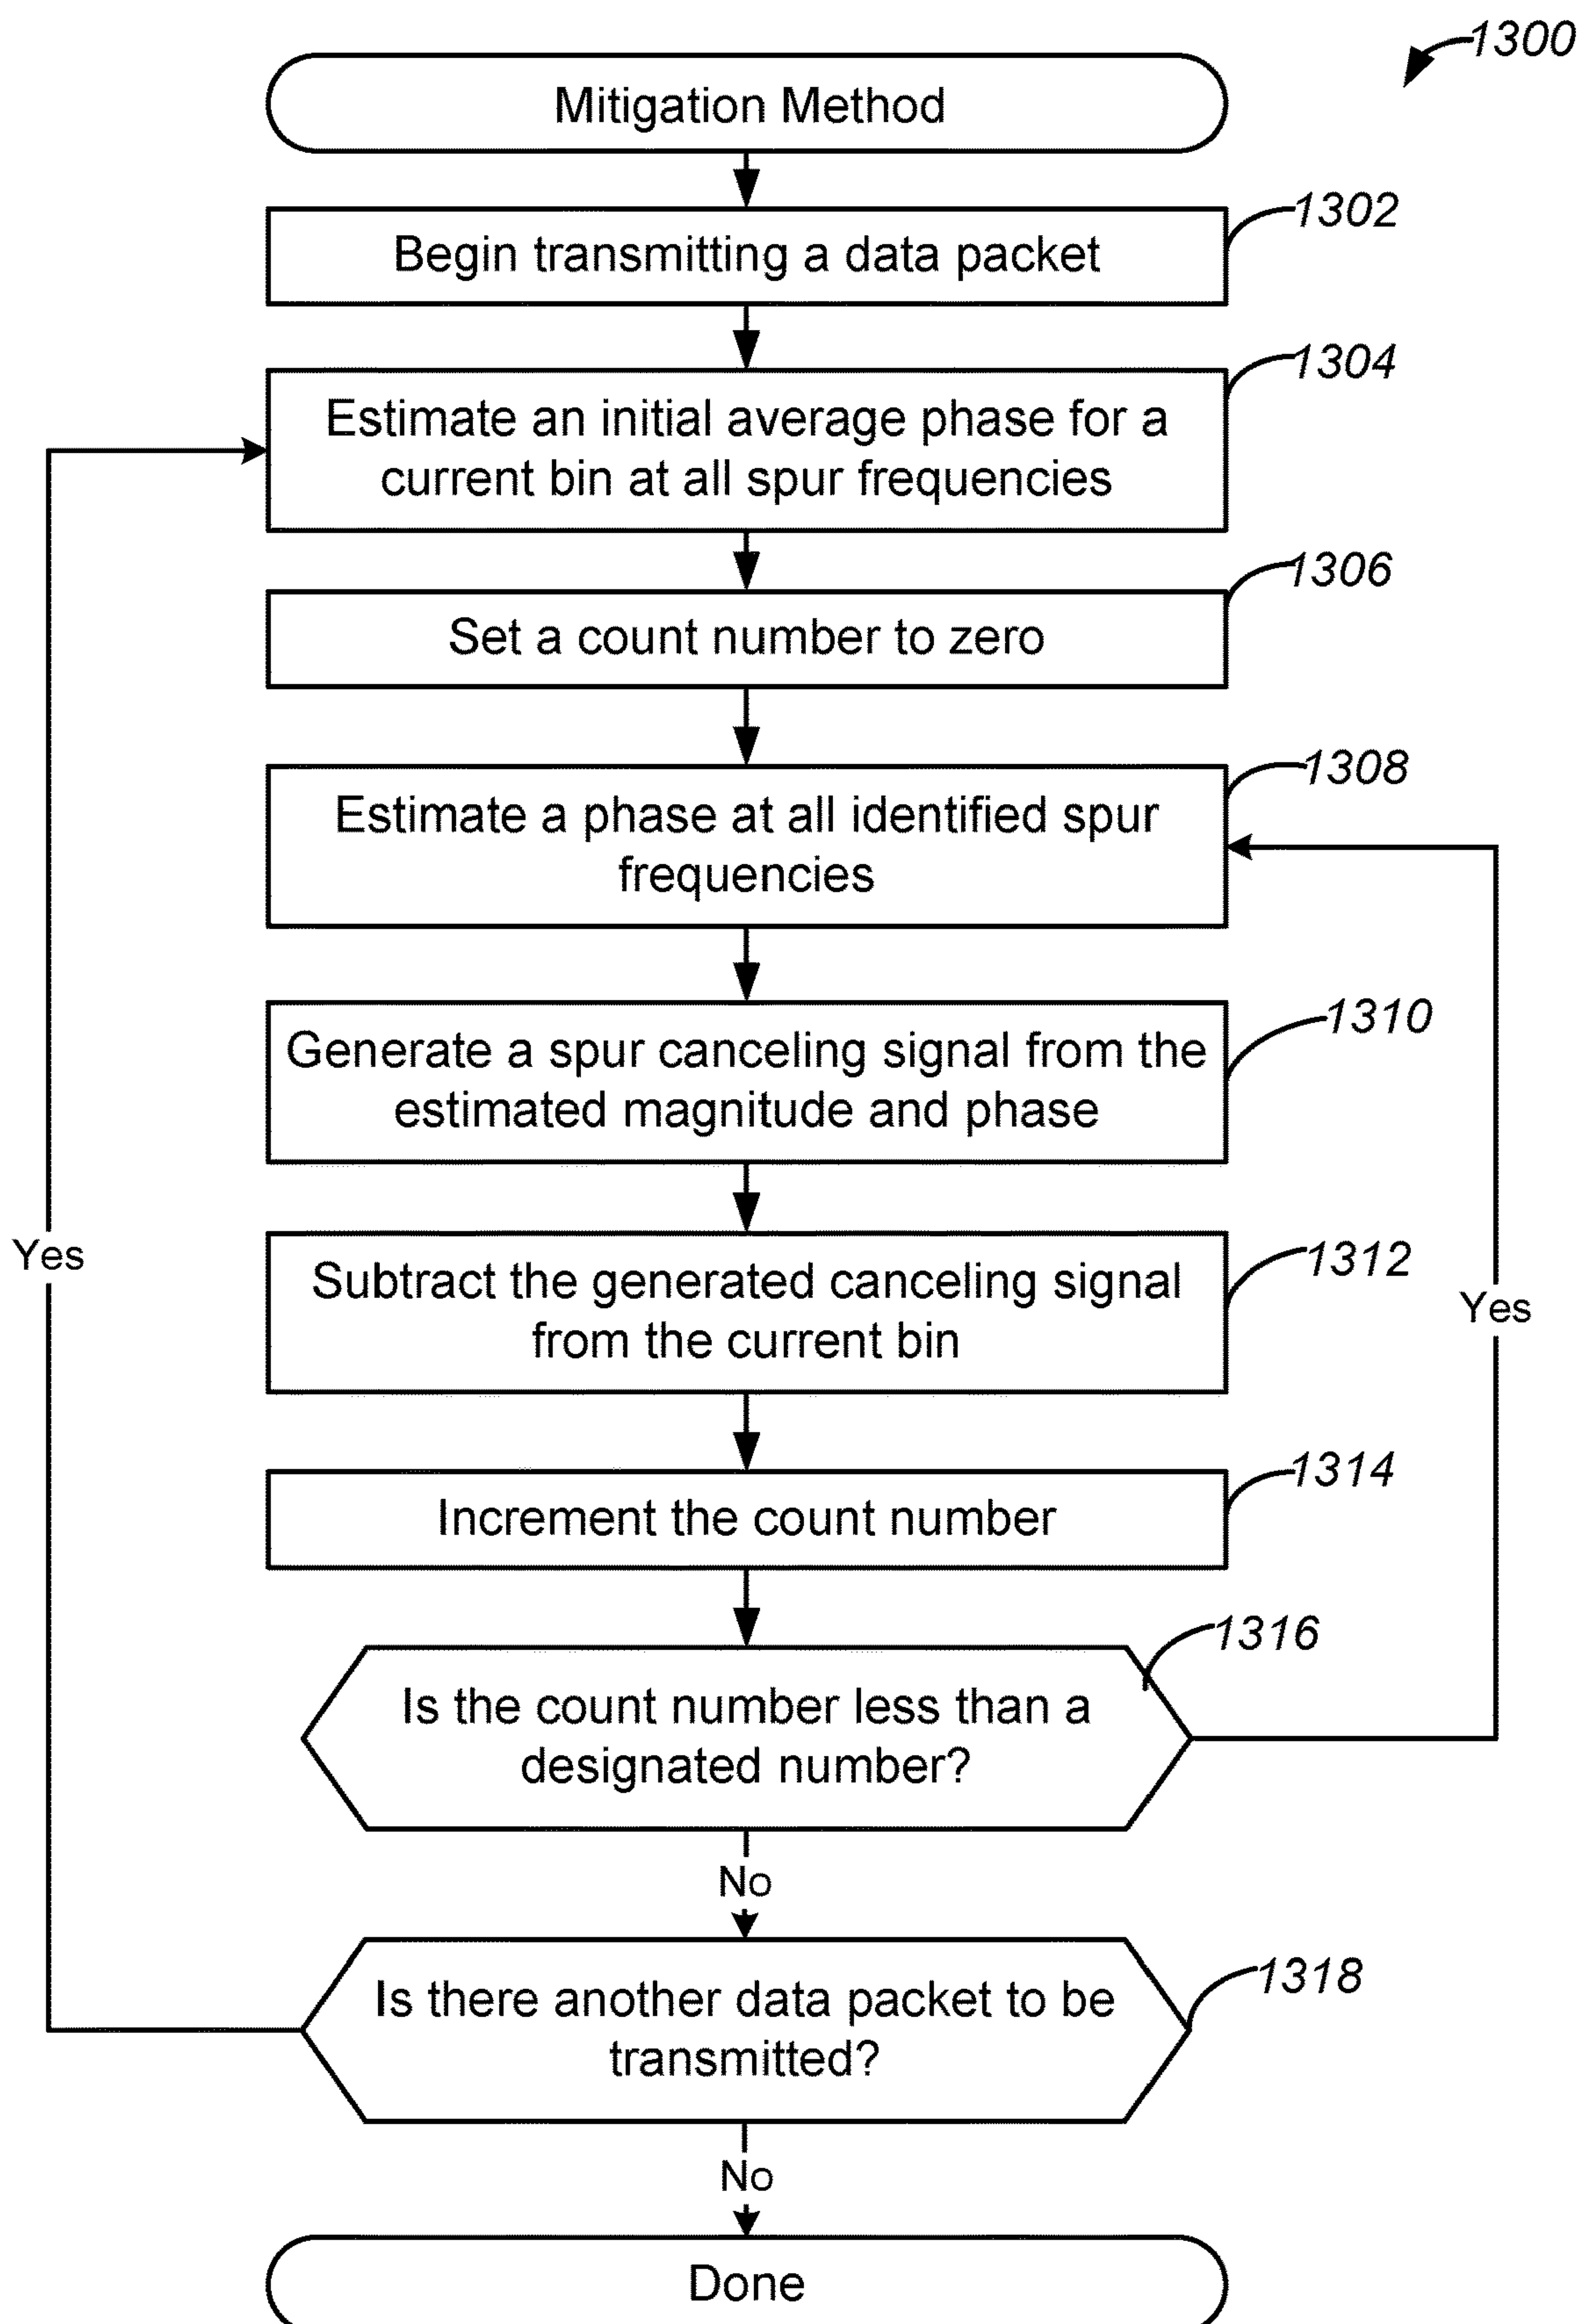 1300
Mitigation Method
1302
Begin transmitting a data packet
1304
Estimate an initial average phase for a
current bin at all spur frequencies
1306
Set a count number to zero
1308
Estimate a phase at all identified spur
frequencies
1310
Generate a spur canceling signal from the
estimated magnitude and phase
1312
Subtract the generated canceling signal
from the current bin
Yes
Yes
1314
Increment the count number
1316
Is the count number less than a
designated number?
No
1318
Is there another data packet to be
transmitted?
No
Done